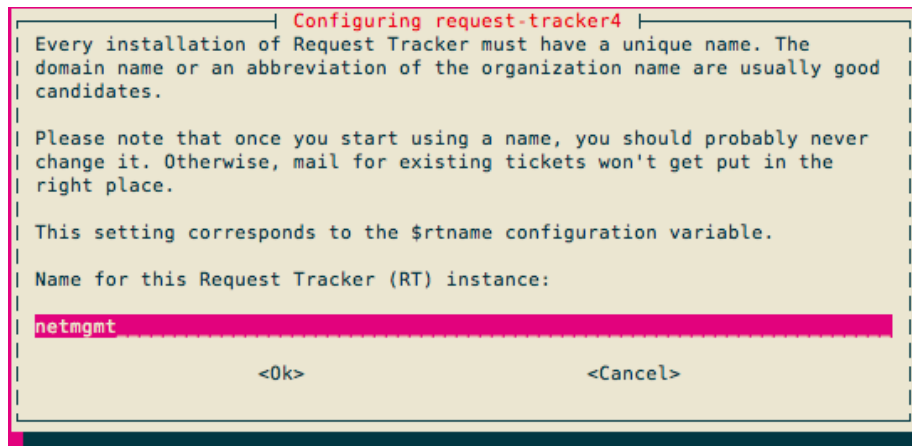 Configuring request-tracker4
Every installation of Request Tracker must have a unique name. The
domain name or an abbreviation of the organization name are usually good
candidates.
Please note that once you start using a name, you should probably never
change it. Otherwise, mail for existing tickets won't get put in the
right place.
This setting corresponds to the $rtname configuration variable.
Name for this Request Tracker (RT) instance:
netmgmt
<Ok> <Cancel>